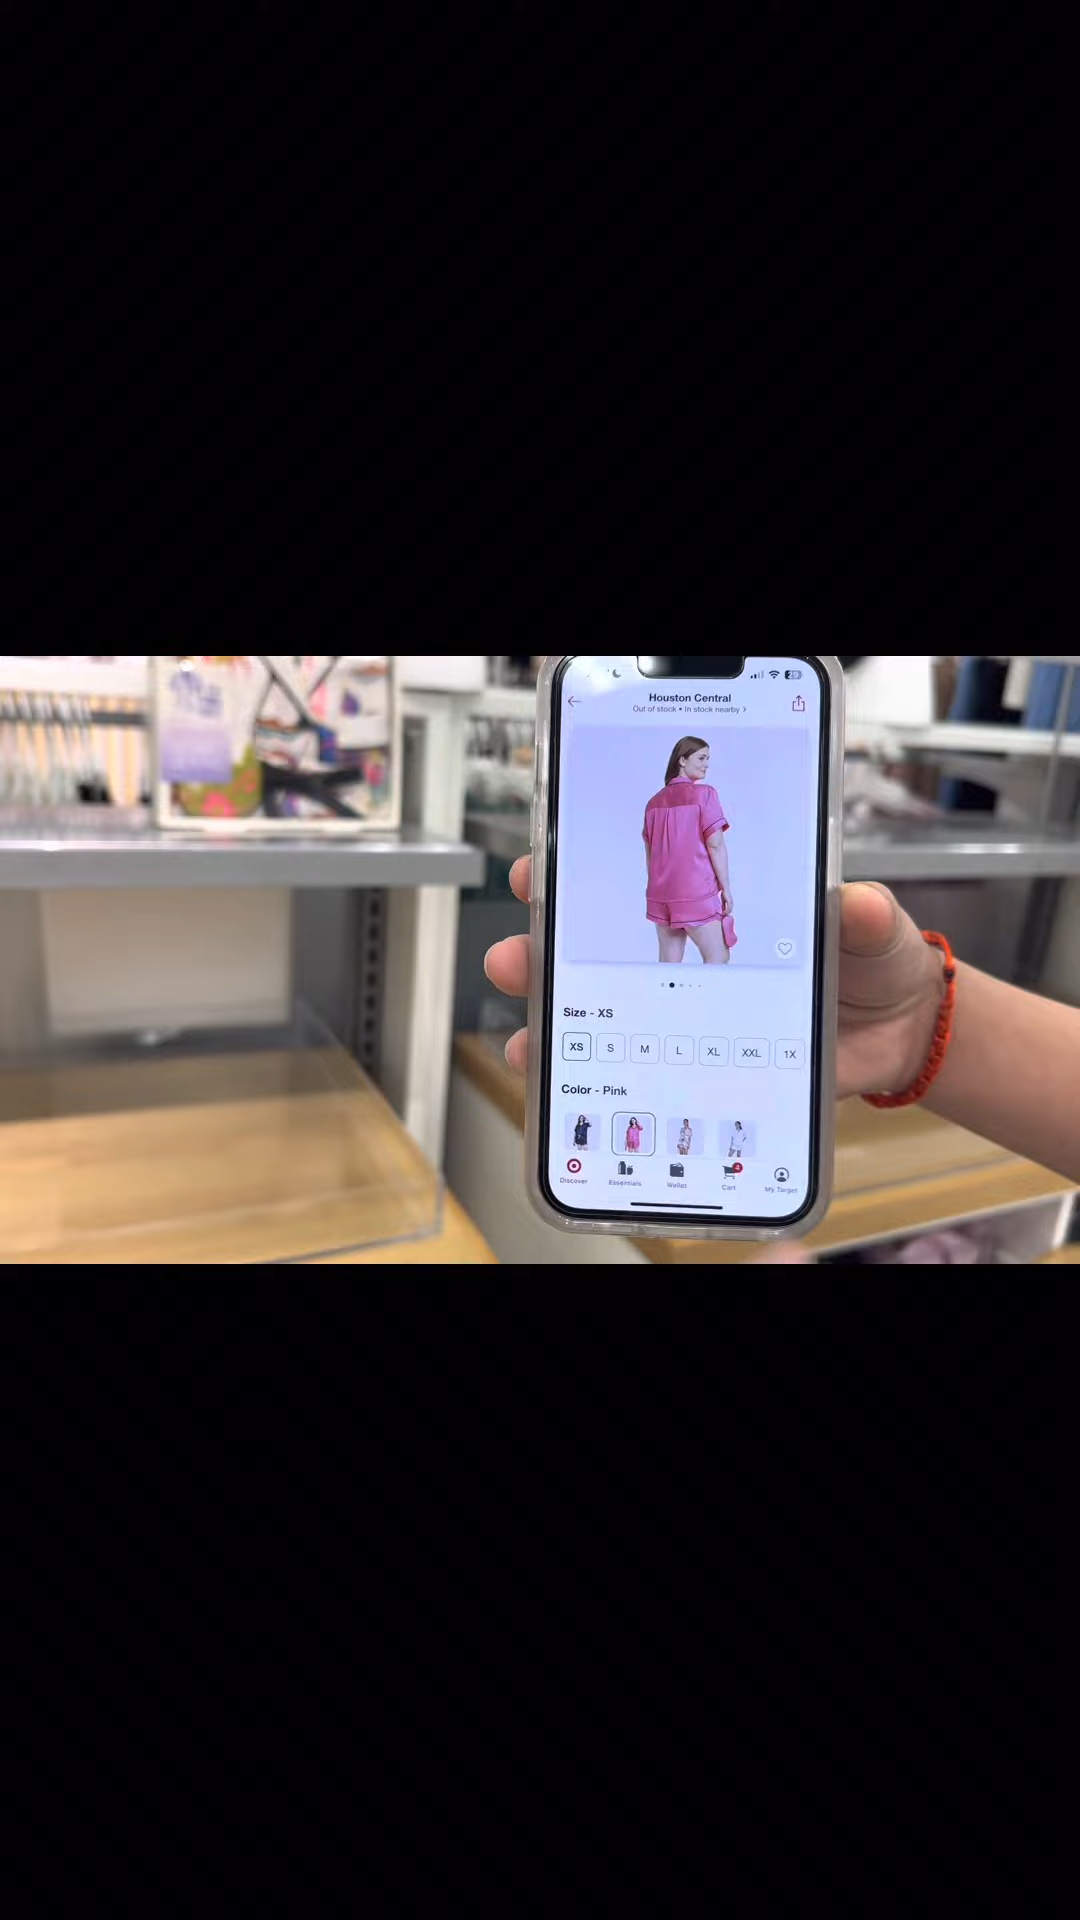 Houston Central
Out of stock • In stock nearby >
Size - XS
XS S M L XL XXL 1X
Color - Pink
Discover Essentials Wallet Cart My Target
4